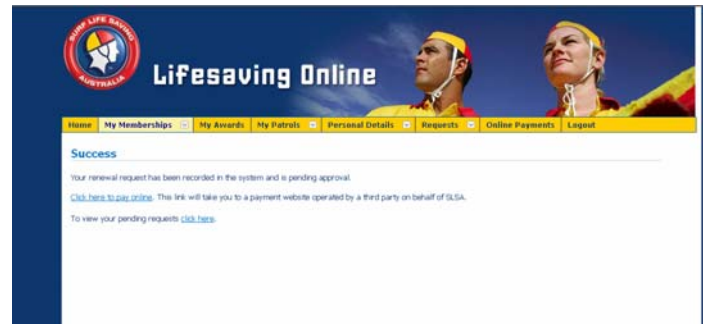 SURF LIFE SAVING
AUSTRALIA
Lifesaving Online
Home My Memberships My Awards My Patrols Personal Details Requests Online Payments Logout
Success
Your renewal request has been recorded in the system and is pending approval.
Click here to pay online. This link will take you to a payment website operated by a third party on behalf of SLSA.
To view your pending requests click here.